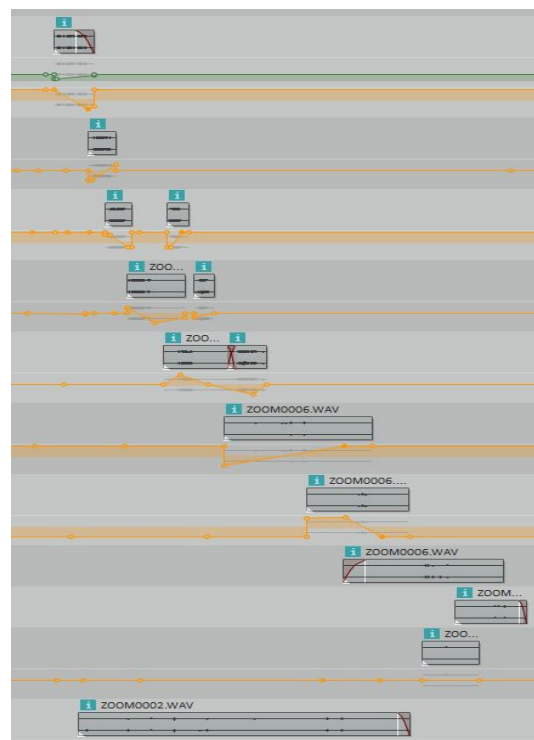 i
i
i i
i ZOO... i
i ZOO... i
i ZOOM0006.WAV
i ZOOM0006....
i ZOOM0006.WAV
i ZOOM...
i ZOO...
i ZOOM0002.WAV